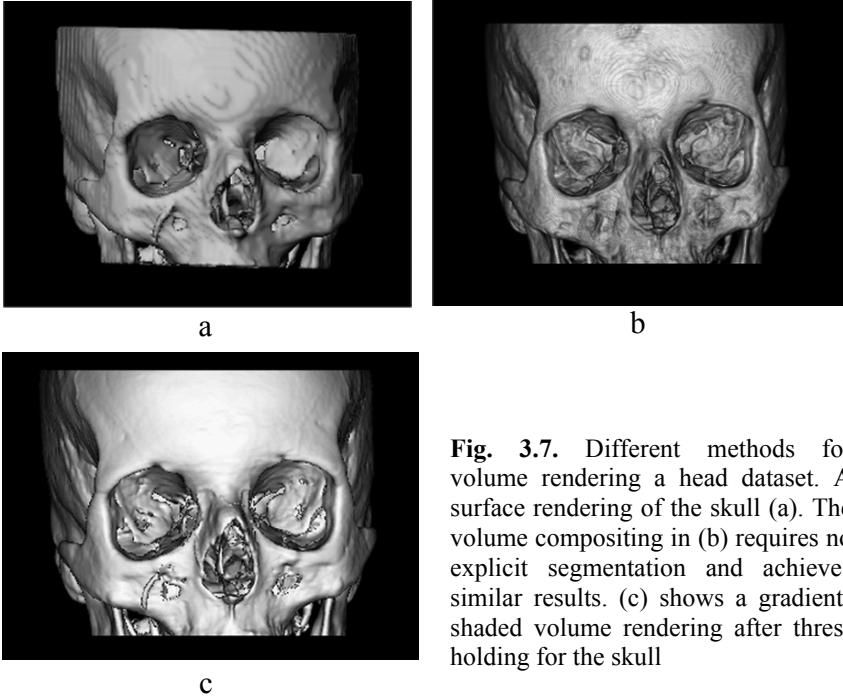 a
b
c
Fig. 3.7. Different methods fo
volume rendering a head dataset. A
surface rendering of the skull (a). The
volume compositing in (b) requires no
explicit segmentation and achieve
similar results. (c) shows a gradient
shaded volume rendering after thres
holding for the skull